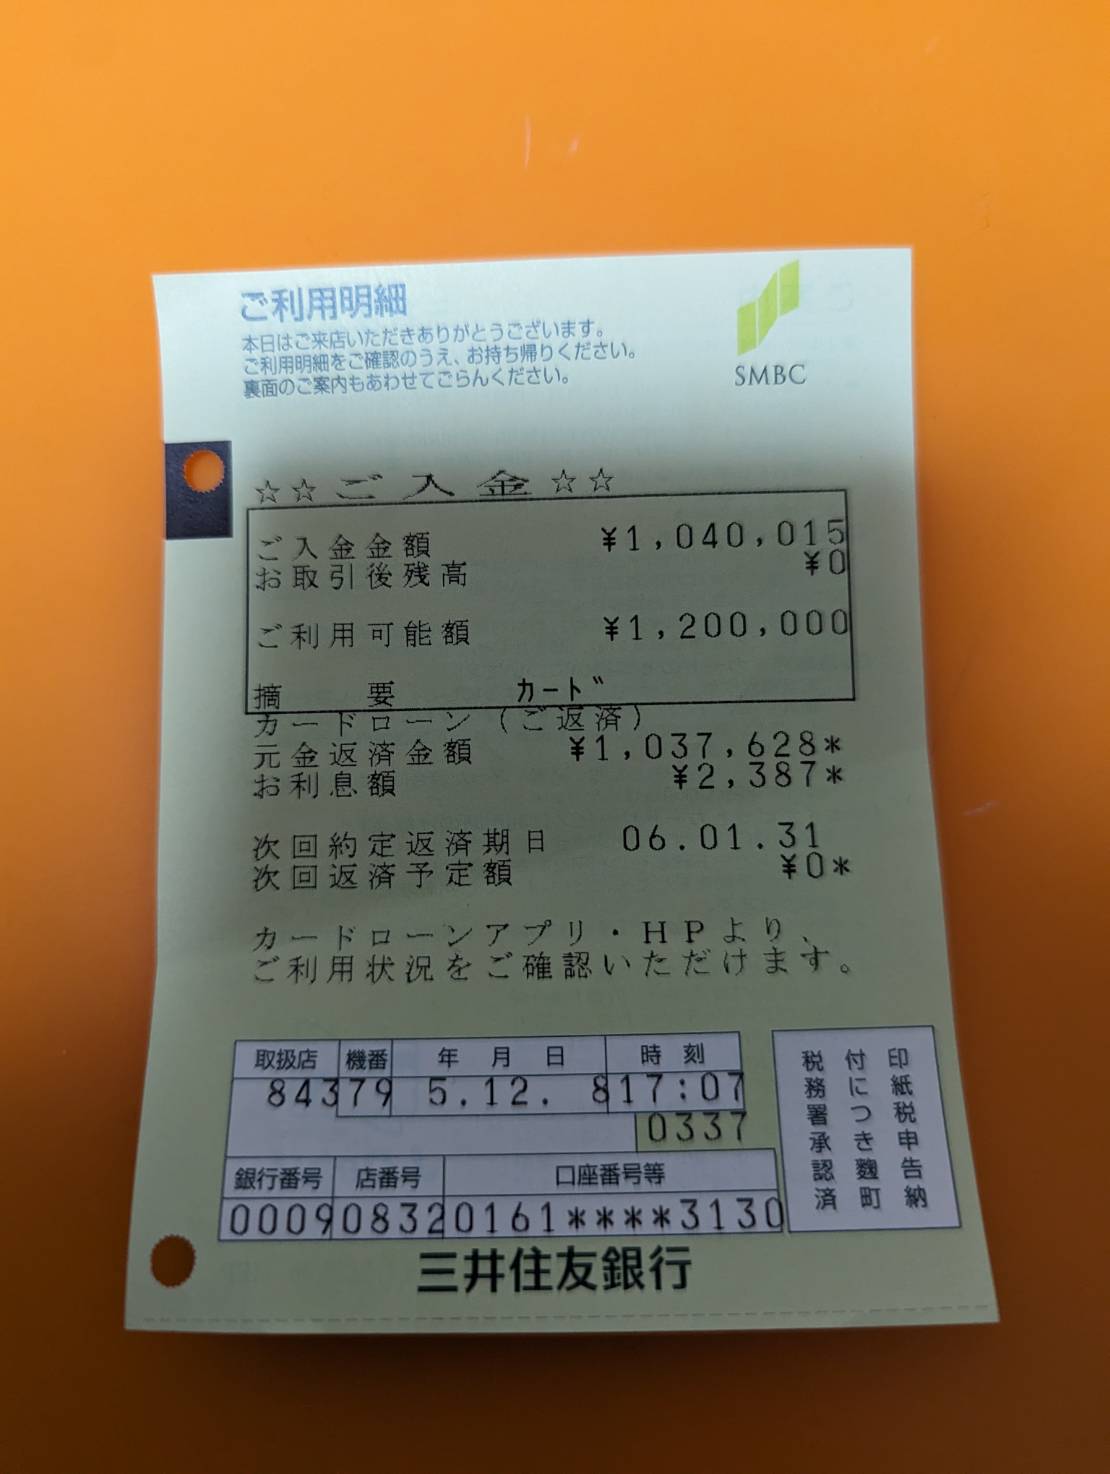 ご利用明細
本日はご来店いただきありがとうございます。
ご利用明細をご確認のうえ、お持ち帰りください。
裏面のご案内もあわせてごらんください。
SMBC
☆☆ご入金☆☆
ご入金金額 ¥1,040,015
お取引後残高 ¥0
ご利用可能額 ¥1,200,000
摘要 カード
カードローン(ご返済)
元金返済金額 ¥1,037,628*
お利息額 ¥2,387*
次回約定返済期日 06.01.31
次回返済予定額 ¥0*
カードローンアプリ・HPより、
ご利用状況をご確認いただけます。
取扱店 機番 年月日 時刻
843 79 5.12. 8 17:07
0337
銀行番号 店番号 口座番号等
0009 0832 0161****3130
印紙税申告納
付につき麹町
税務署承認済
三井住友銀行